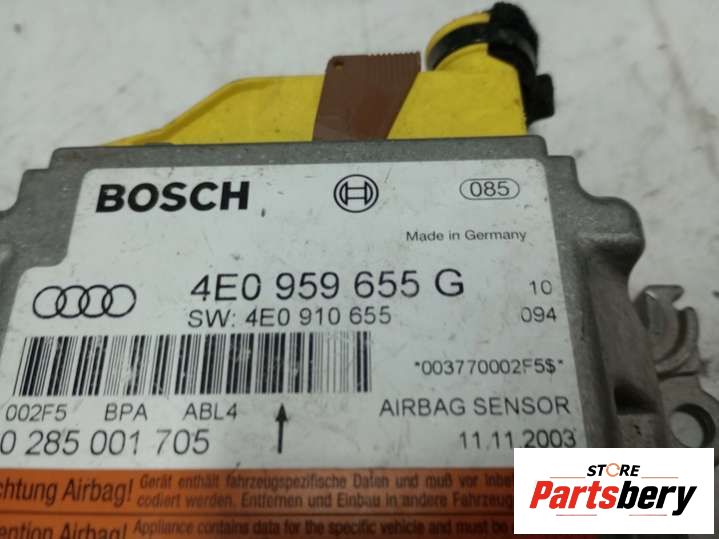 BOSCH 085
Made in Germany
4E0 959 655 G 10
SW: 4E0 910 655 094
*003770002F5$*
002F5 BPA ABL4 AIRBAG SENSOR
0 285 001 705 11.11.2003
Airbag! Gerät enthält fahrzeugspezifische Daten und muß vor
codiert werden. Entfernen und Einbau in andere
Airbag! Appliance contains data for the specific vehicle and must be
STORE
Partsbery